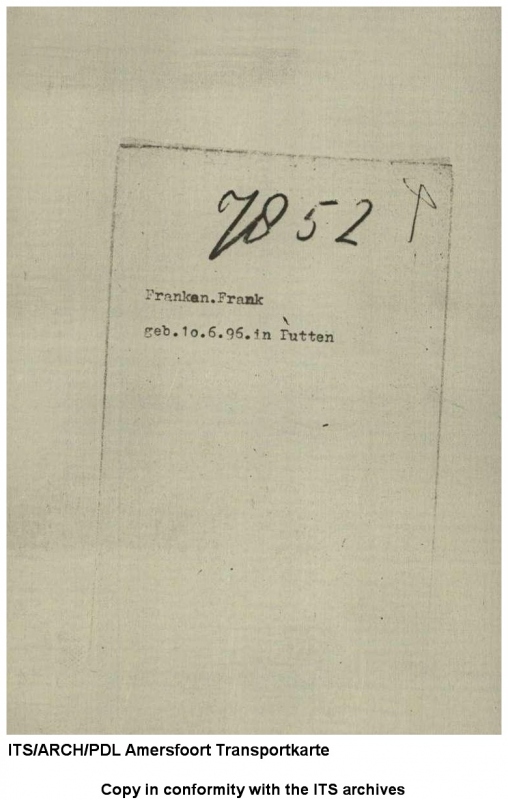 7852
Franken.Frank
geb.10.6.96.in Putten
ITS/ARCH/PDL Amersfoort Transportkarte
Copy in conformity with the ITS archives